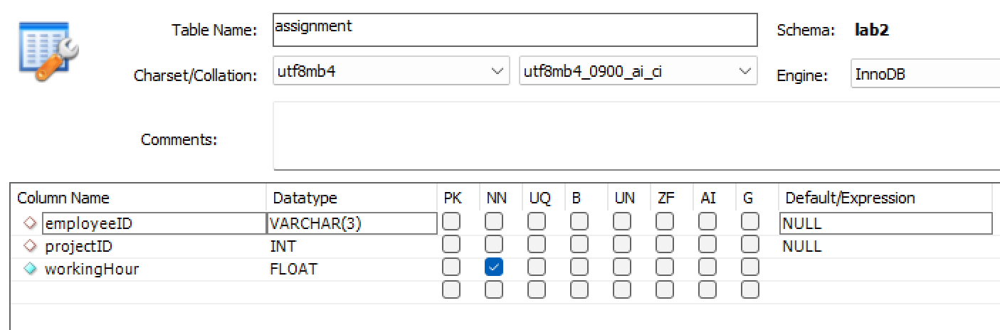 Table Name: assignment Schema: lab2
Charset/Collation: utf8mb4 utf8mb4_0900_ai_ci Engine: InnoDB
Comments:
Column Name Datatype PK NN UQ B UN ZF AI G Default/Expression
employeeID VARCHAR(3) NULL
projectID INT NULL
workingHour FLOAT